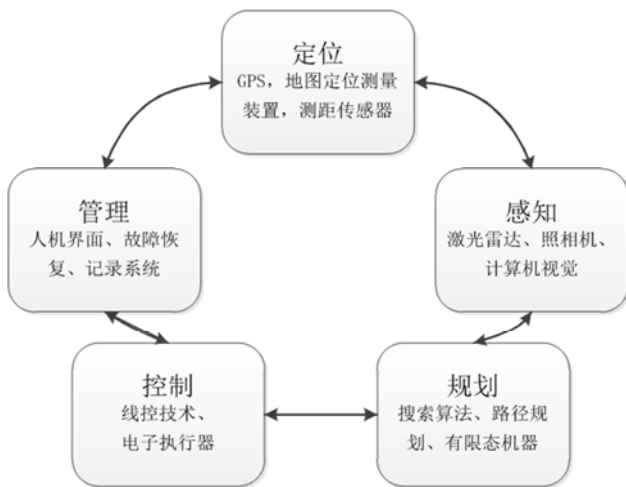 定位
GPS，地图定位测量
装置，测距传感器
管理
人机界面、故障恢
复、记录系统
感知
激光雷达、照相机、
计算机视觉
控制
线控技术、
电子执行器
规划
搜索算法、路径规
划、有限态机器